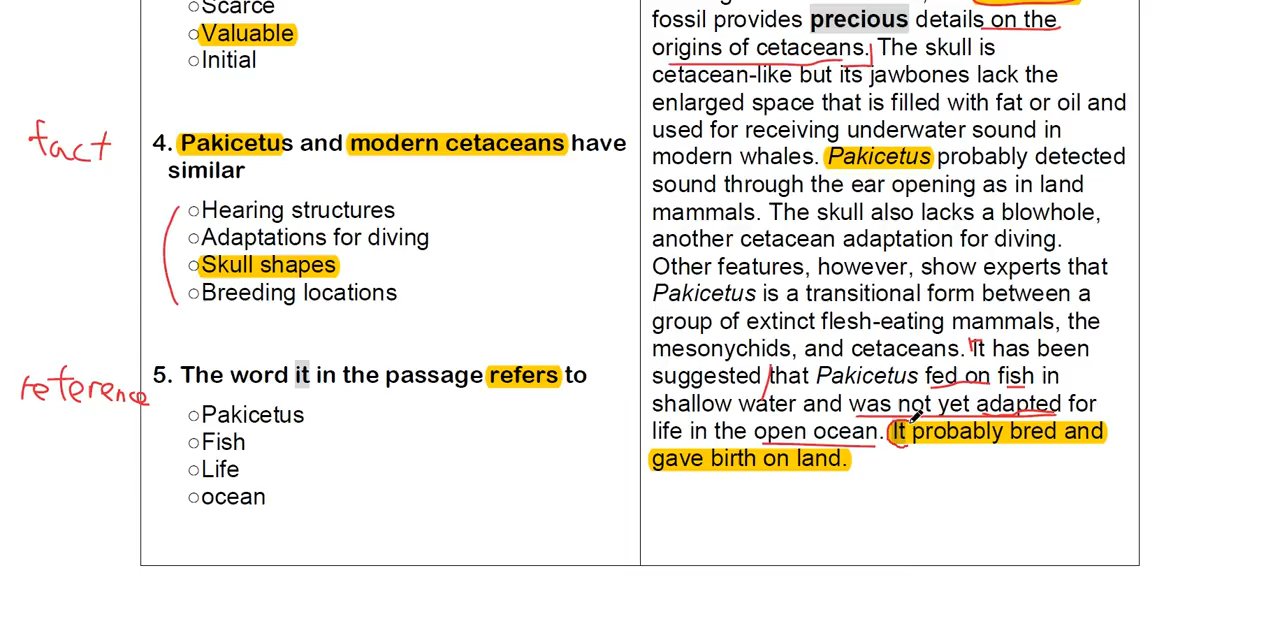 ○Scarce
○Valuable
○Initial
fact
4. Pakicetus and modern cetaceans have
similar
○Hearing structures
○Adaptations for diving
○Skull shapes
○Breeding locations
reference
5. The word it in the passage refers to
○Pakicetus
○Fish
○Life
○ocean
fossil provides precious details on the
origins of cetaceans. The skull is
cetacean-like but its jawbones lack the
enlarged space that is filled with fat or oil and
used for receiving underwater sound in
modern whales. Pakicetus probably detected
sound through the ear opening as in land
mammals. The skull also lacks a blowhole,
another cetacean adaptation for diving.
Other features, however, show experts that
Pakicetus is a transitional form between a
group of extinct flesh-eating mammals, the
mesonychids, and cetaceans. It has been
suggested that Pakicetus fed on fish in
shallow water and was not yet adapted for
life in the open ocean. It probably bred and
gave birth on land.